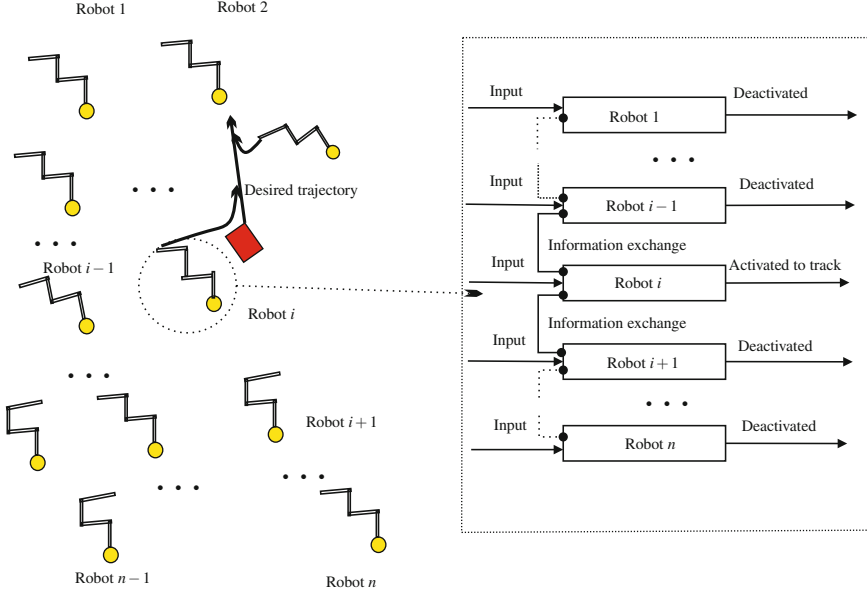 Robot 1
Robot 2
Desired trajectory
Robot i − 1
Robot i
Robot i + 1
Robot n − 1
Robot n
Input
Robot 1
Deactivated
Input
Robot i − 1
Deactivated
Information exchange
Input
Robot i
Activated to track
Information exchange
Input
Robot i + 1
Deactivated
Input
Robot n
Deactivated